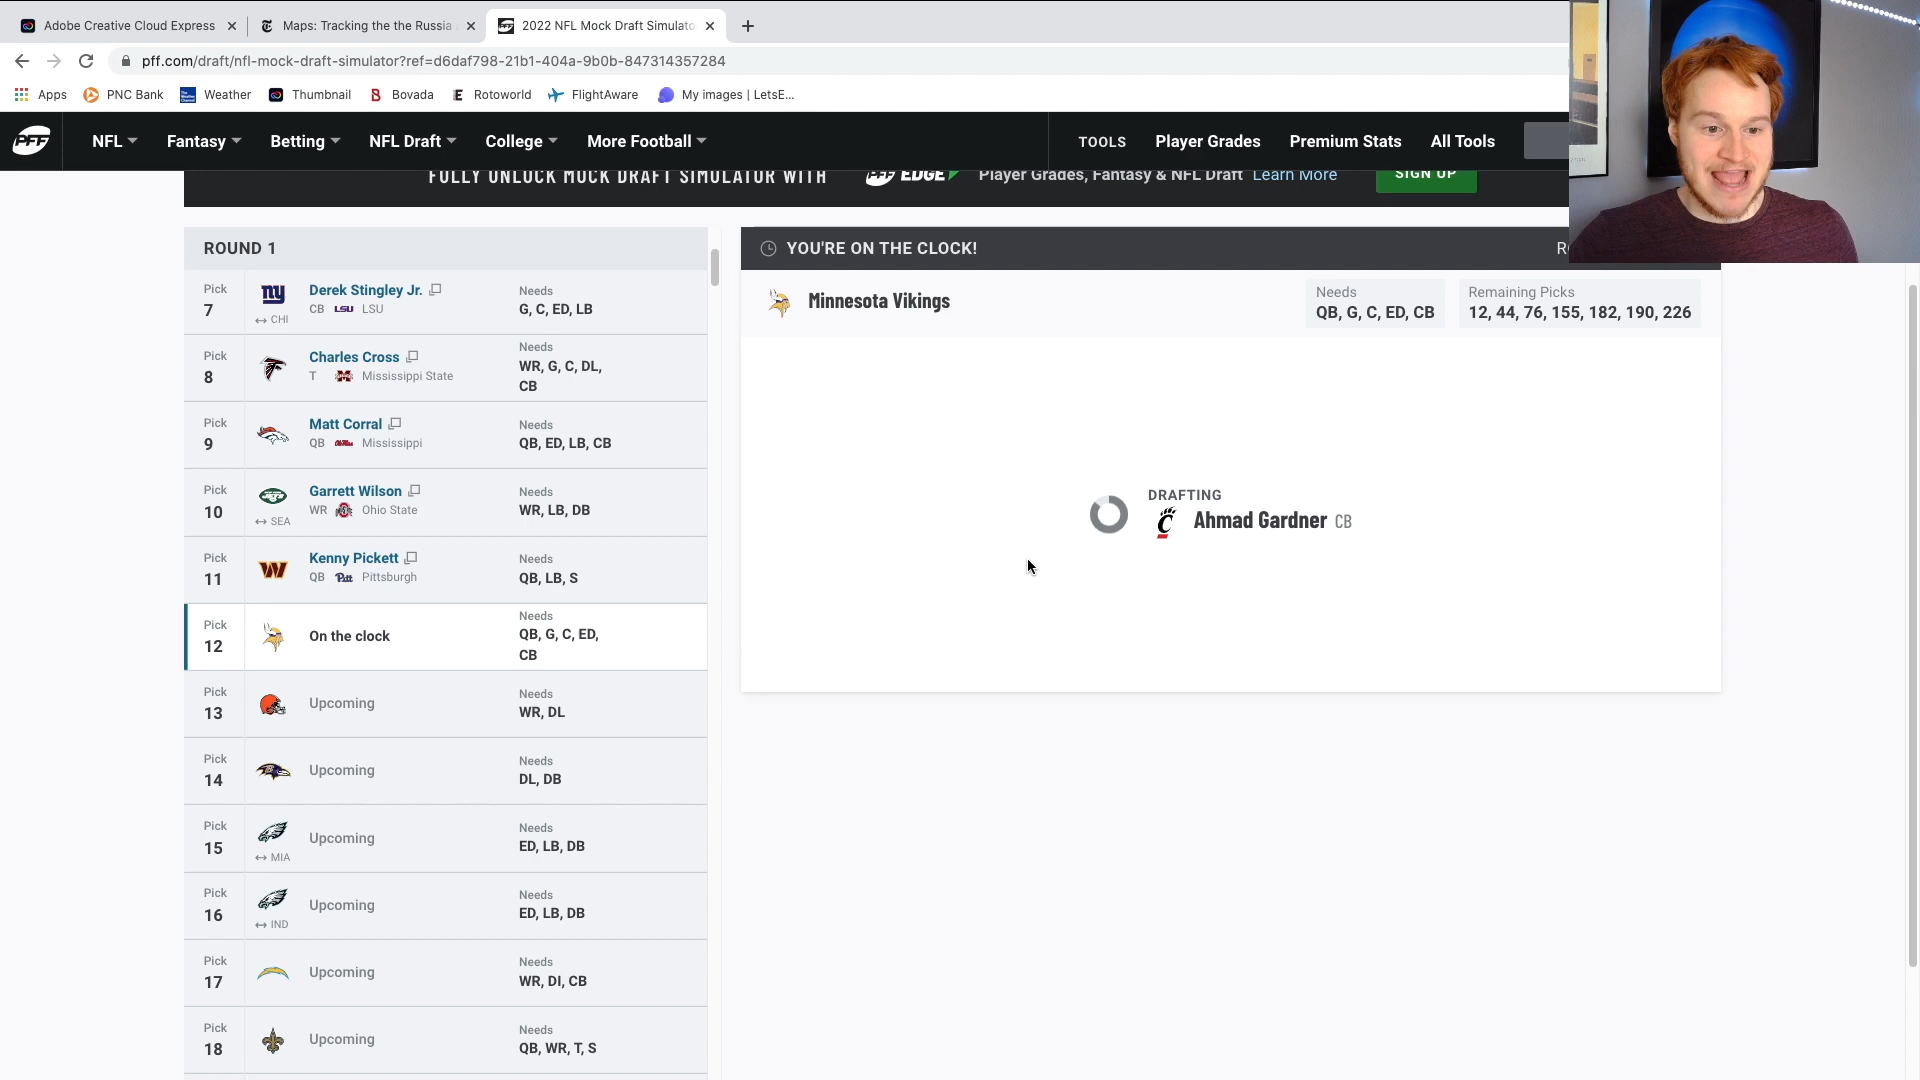 Adobe Creative Cloud Express
Maps: Tracking the the Russia
2022 NFL Mock Draft Simulato
pff.com/draft/nfl-mock-draft-simulator?ref=d6daf798-21b1-404a-9b0b-847314357284
Apps PNC Bank Weather Thumbnail Bovada Rotoworld FlightAware My images | LetsE...
PFF NFL Fantasy Betting NFL Draft College More Football TOOLS Player Grades Premium Stats All Tools
FULLY UNLOCK MOCK DRAFT SIMULATOR WITH PFF EDGE Player Grades, Fantasy & NFL Draft Learn More SIGN UP
ROUND 1
Pick
7
CHI
Derek Stingley Jr.
CB LSU LSU
Needs
G, C, ED, LB
Pick
8
Charles Cross
T Mississippi State
Needs
WR, G, C, DL,
CB
Pick
9
Matt Corral
QB Mississippi
Needs
QB, ED, LB, CB
Pick
10
SEA
Garrett Wilson
WR Ohio State
Needs
WR, LB, DB
Pick
11
Kenny Pickett
QB Pitt Pittsburgh
Needs
QB, LB, S
Pick
12
On the clock
Needs
QB, G, C, ED,
CB
Pick
13
Upcoming
Needs
WR, DL
Pick
14
Upcoming
Needs
DL, DB
Pick
15
MIA
Upcoming
Needs
ED, LB, DB
Pick
16
IND
Upcoming
Needs
ED, LB, DB
Pick
17
Upcoming
Needs
WR, DI, CB
Pick
18
Upcoming
Needs
QB, WR, T, S
YOU'RE ON THE CLOCK!
Minnesota Vikings
Needs
QB, G, C, ED, CB
Remaining Picks
12, 44, 76, 155, 182, 190, 226
DRAFTING
Ahmad Gardner CB